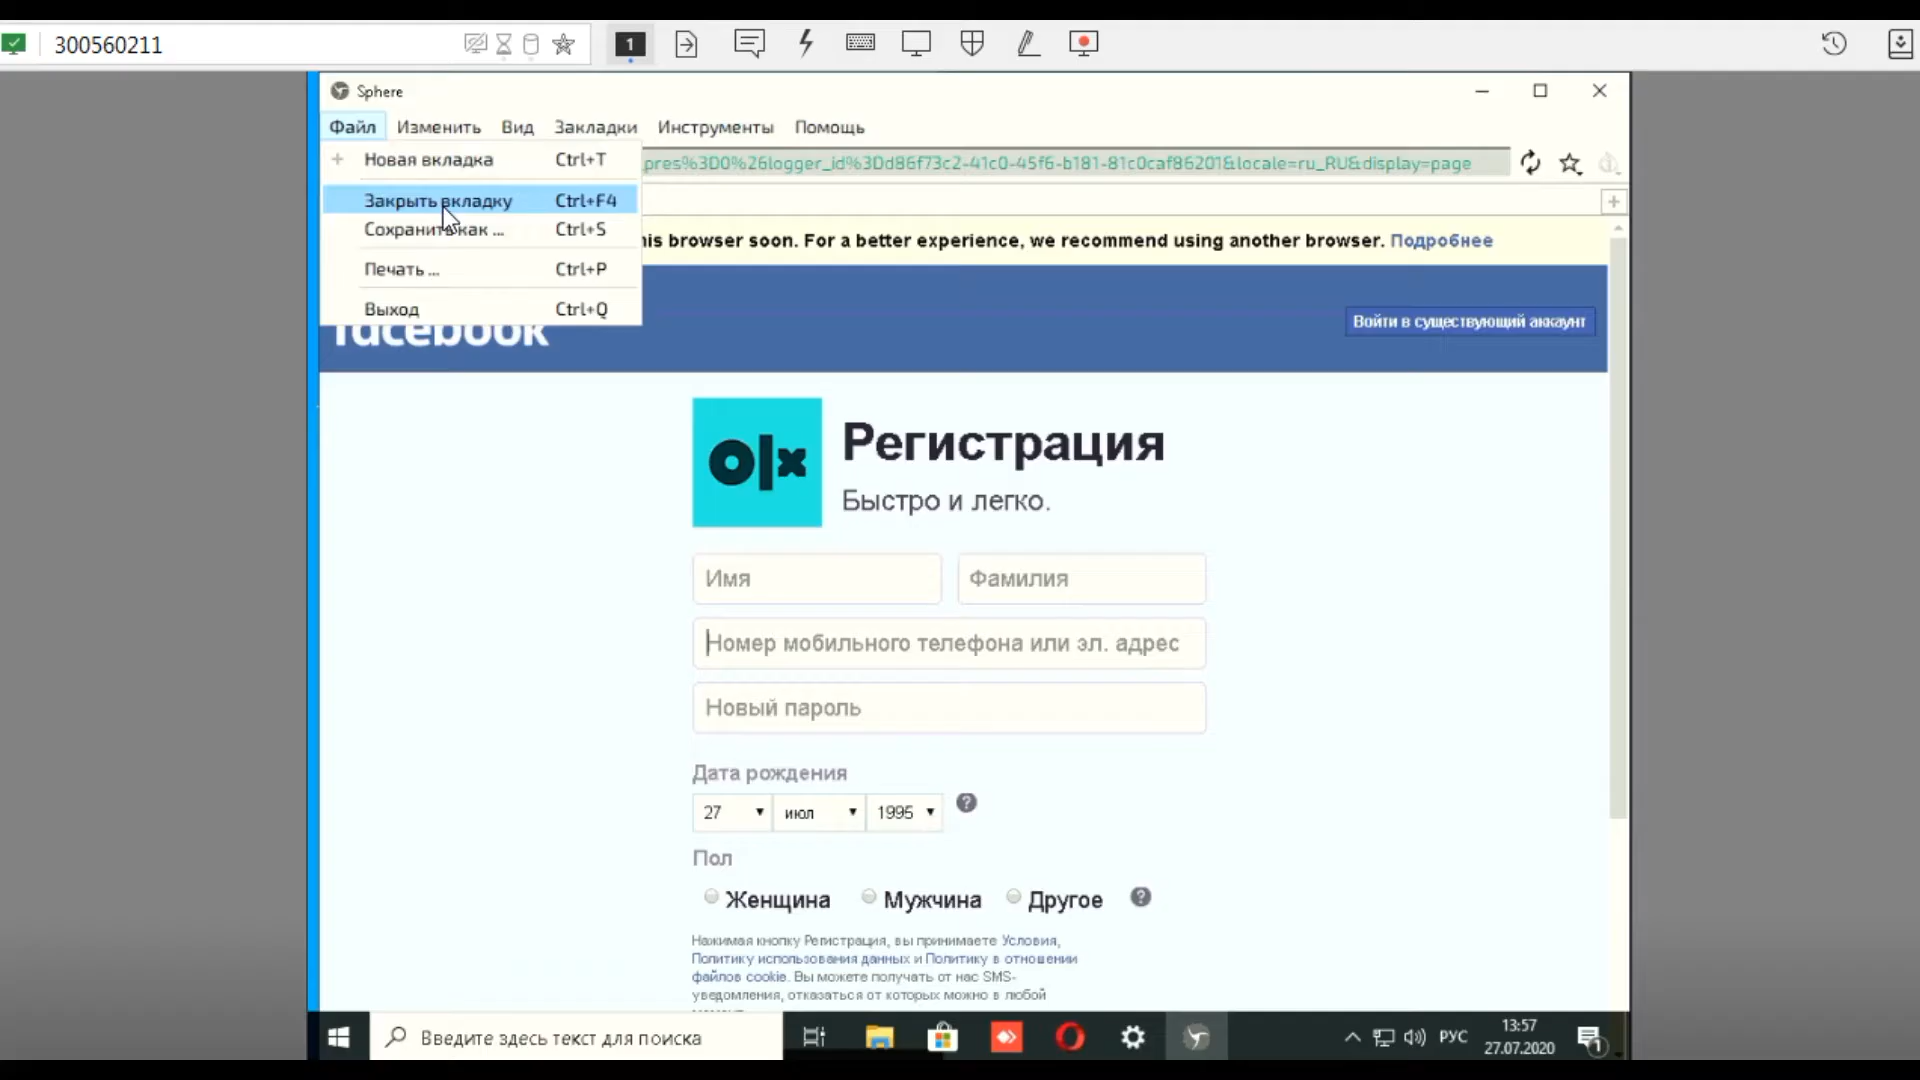 300560211
1
Sphere
Файл Изменить Вид Закладки Инструменты Помощь
Новая вкладка Ctrl+T
pres%3D0%26logger_id%3Dd86f73c2-41c0-45f6-b181-81c0caf86201&locale=ru_RU&display=page
Закрыть вкладку Ctrl+F4
Сохранить как ... Ctrl+S
his browser soon. For a better experience, we recommend using another browser. Подробнее
Печать ... Ctrl+P
Выход Ctrl+Q
facebook
Войти в существующий аккаунт
olx
Регистрация
Быстро и легко.
Имя Фамилия
Номер мобильного телефона или эл. адрес
Новый пароль
Дата рождения
27 июл 1995 ?
Пол
Женщина Мужчина Другое ?
Нажимая кнопку Регистрация, вы принимаете Условия,
Политику использования данных и Политику в отношении
файлов cookie. Вы можете получать от нас SMS-
уведомления, отказаться от которых можно в любой
Введите здесь текст для поиска
РУС
13:57
27.07.2020
1